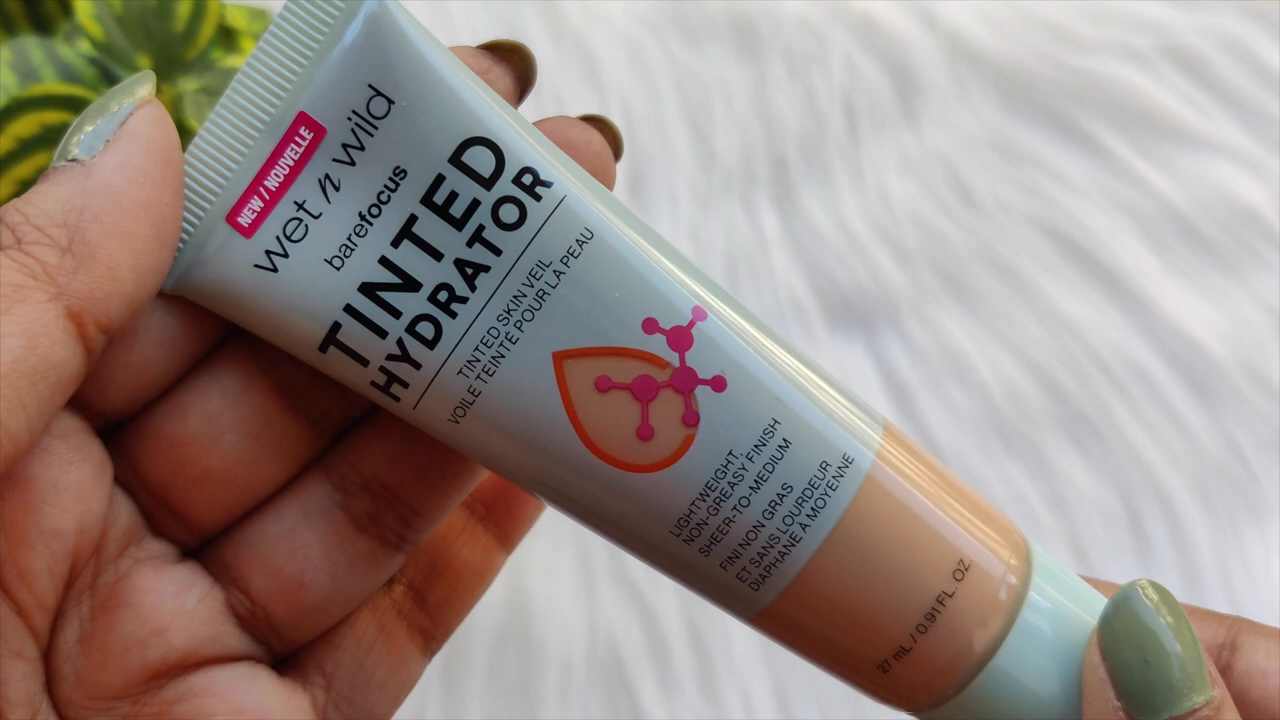 NEW / NOUVELLE
wet n wild
barefocus
TINTED
HYDRATOR
TINTED SKIN VEIL
VOILE TEINTÉ POUR LA PEAU
LIGHTWEIGHT,
NON-GREASY FINISH
SHEER-TO-MEDIUM
FINI NON GRAS
ET SANS LOURDEUR
DIAPHANE À MOYENNE
27 mL / 0.91 FL. OZ.